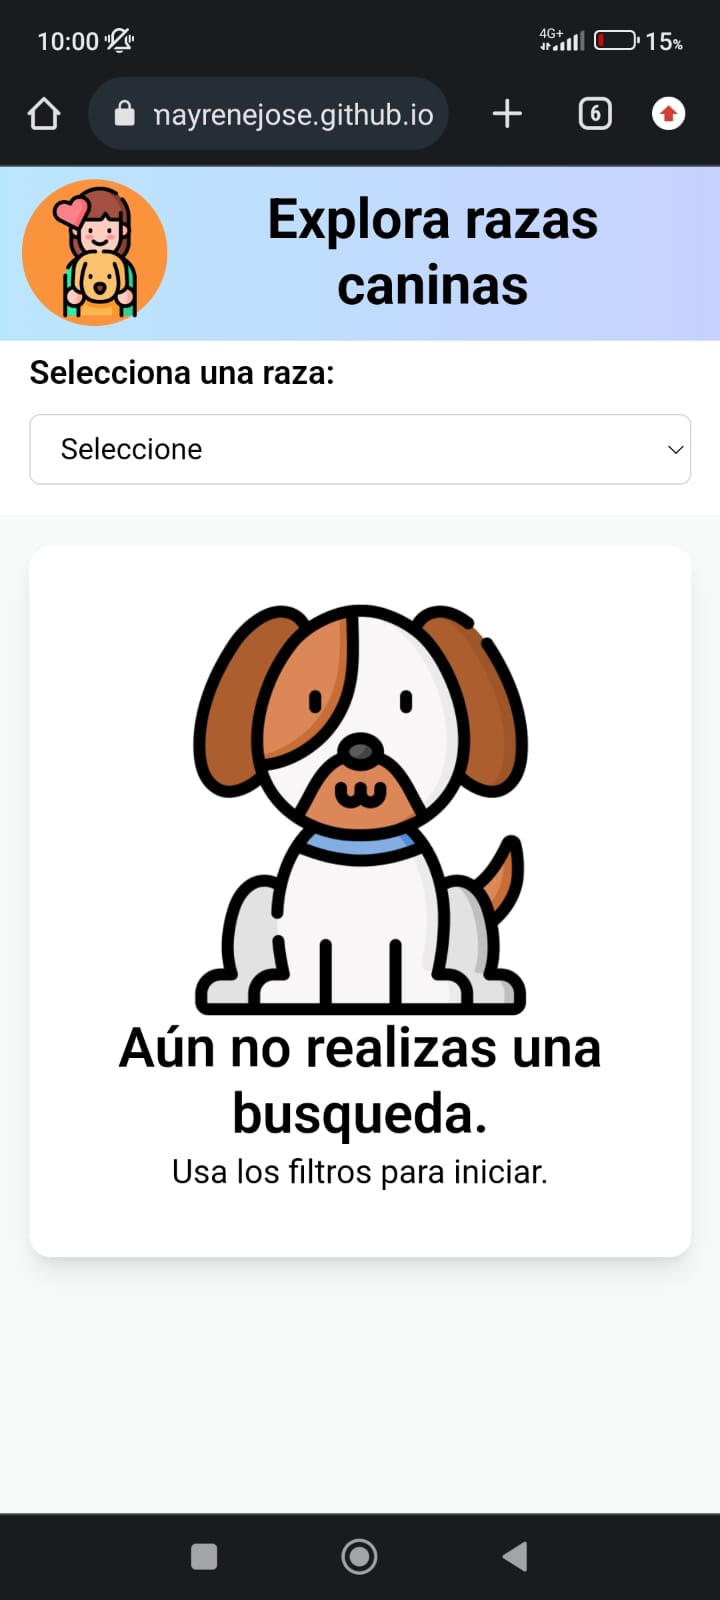 10:00 4G+ 15%
mayrenejose.github.io 6
Explora razas
caninas
Selecciona una raza:
Seleccione
Aún no realizas una
busqueda.
Usa los filtros para iniciar.